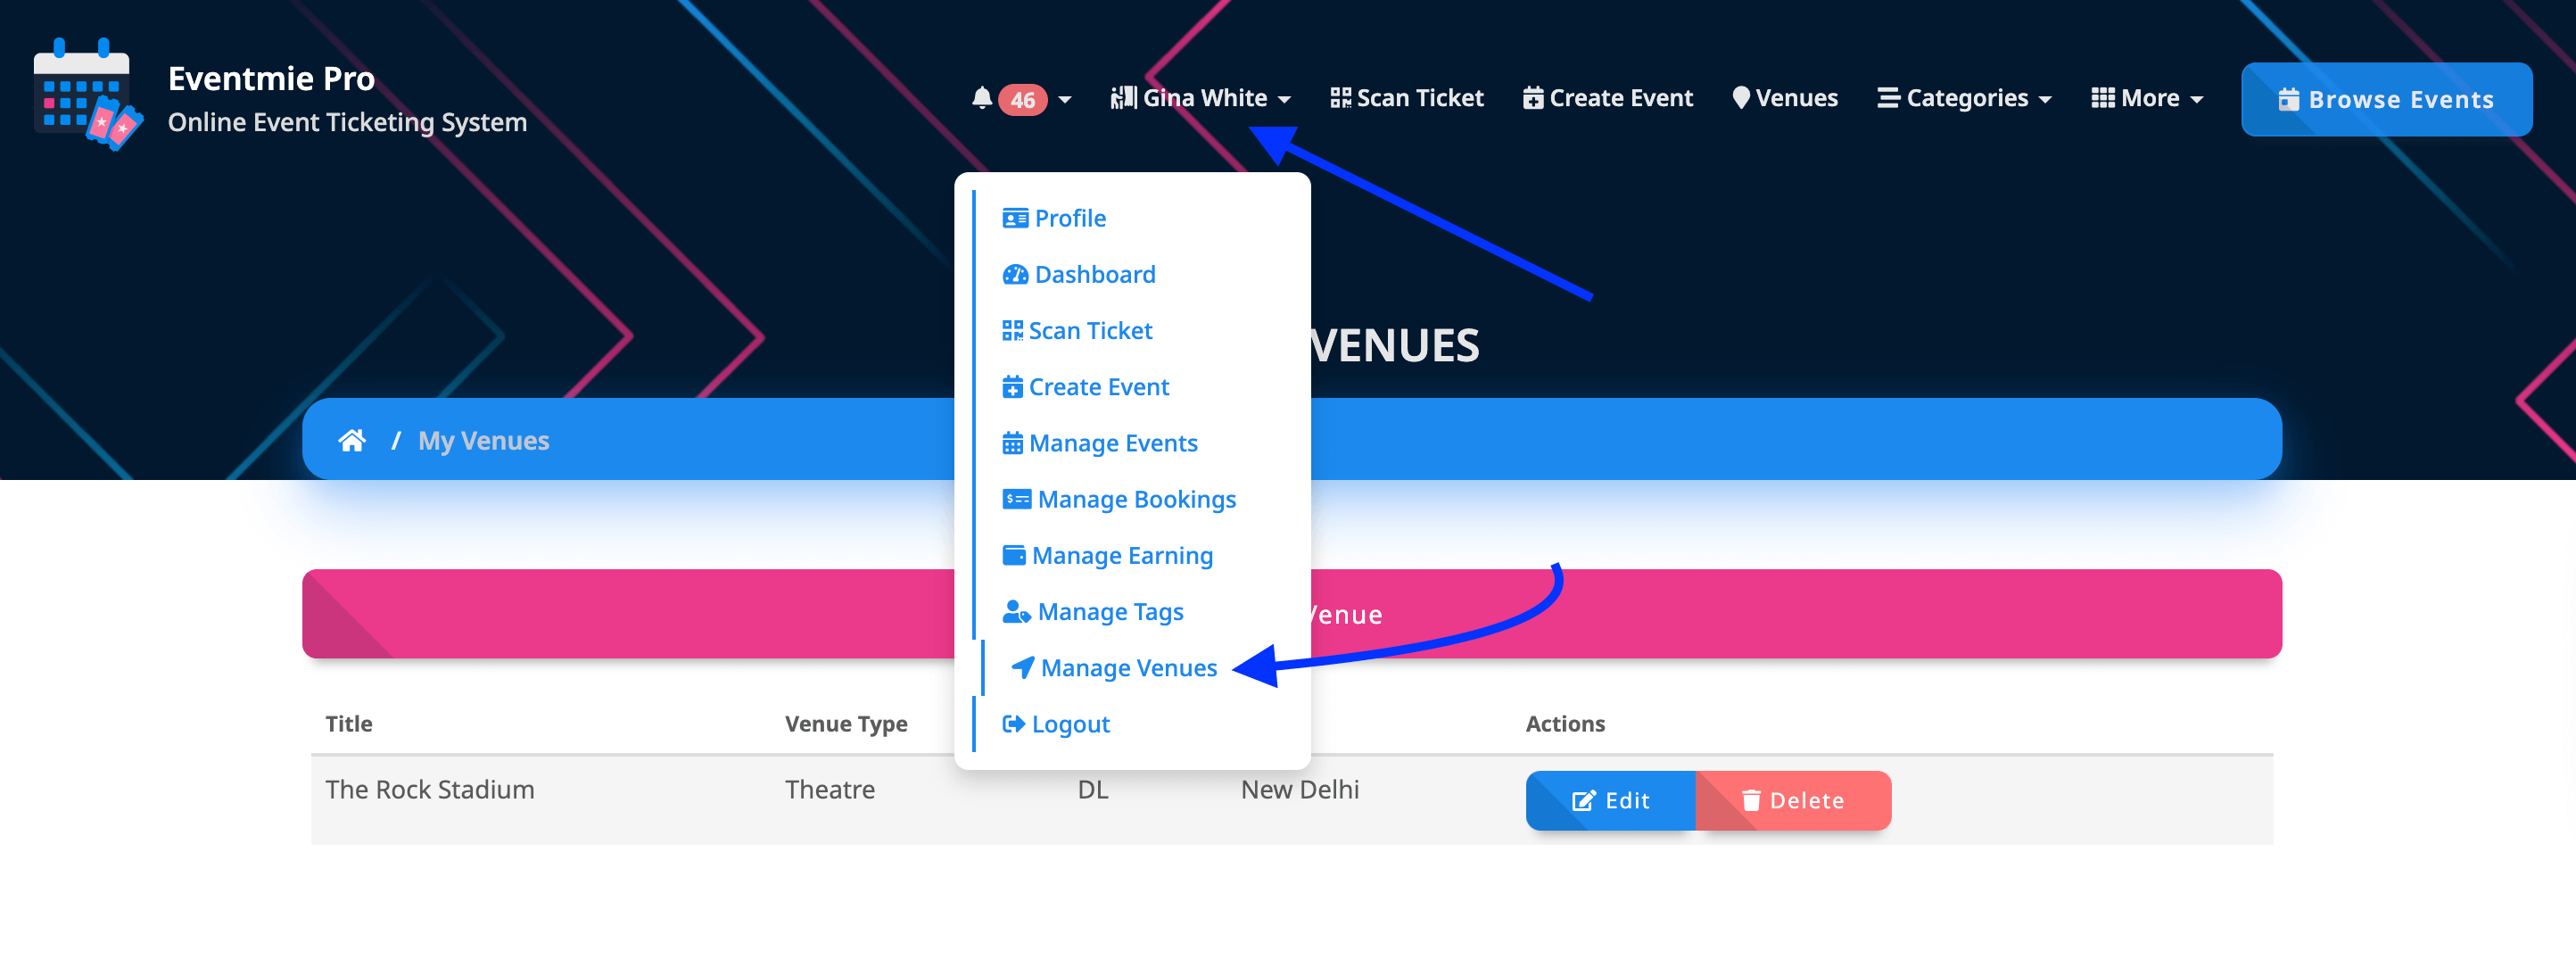 Eventmie Pro
Online Event Ticketing System
46
Gina White
Scan Ticket
Create Event
Venues
Categories
More
Browse Events
Profile
Dashboard
Scan Ticket
Create Event
Manage Events
Manage Bookings
Manage Earning
Manage Tags
Manage Venues
Logout
VENUES
/ My Venues
Venue
Title Venue Type Actions
The Rock Stadium Theatre DL New Delhi Edit Delete